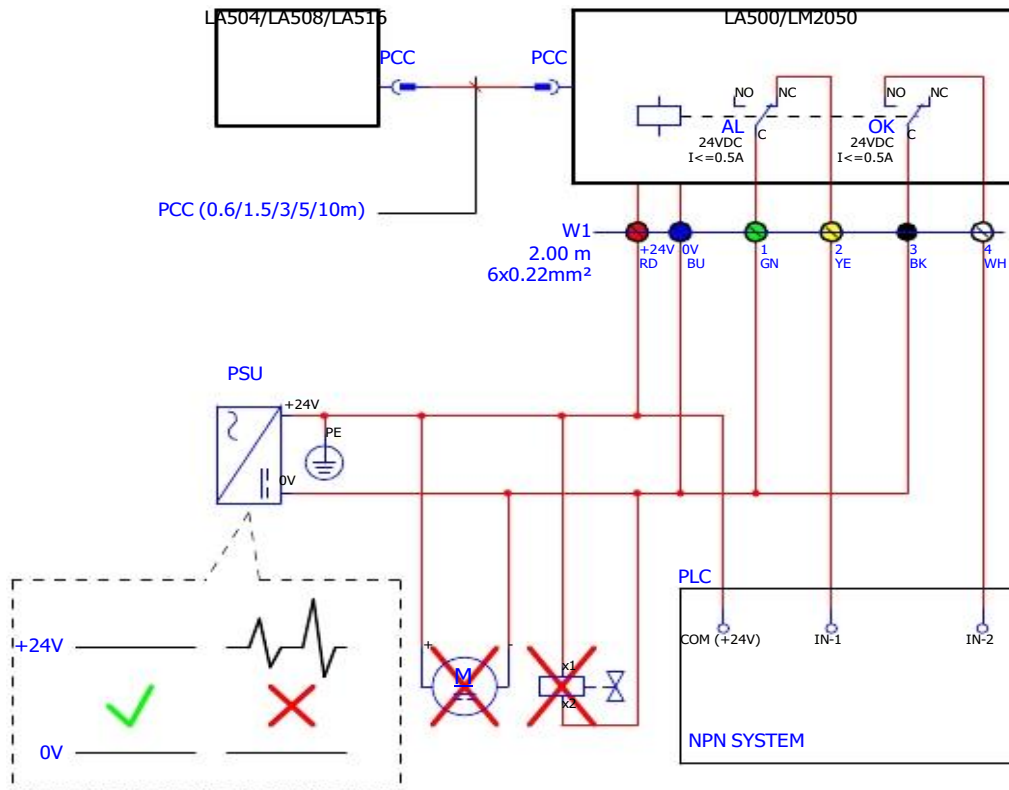 LA504/LA508/LA516
LA500/LM2050
PCC
PCC
NO
NC
NO
NC
AL
OK
C
C
24VDC
I<=0.5A
24VDC
I<=0.5A
PCC (0.6/1.5/3/5/10m)
W1
2.00 m
6x0.22mm²
+24V
RD
0V
BU
1
GN
2
YE
3
BK
4
WH
PSU
+24V
PE
0V
PLC
COM (+24V)
IN-1
IN-2
NPN SYSTEM
+24V
0V
+
-
M
x1
x2